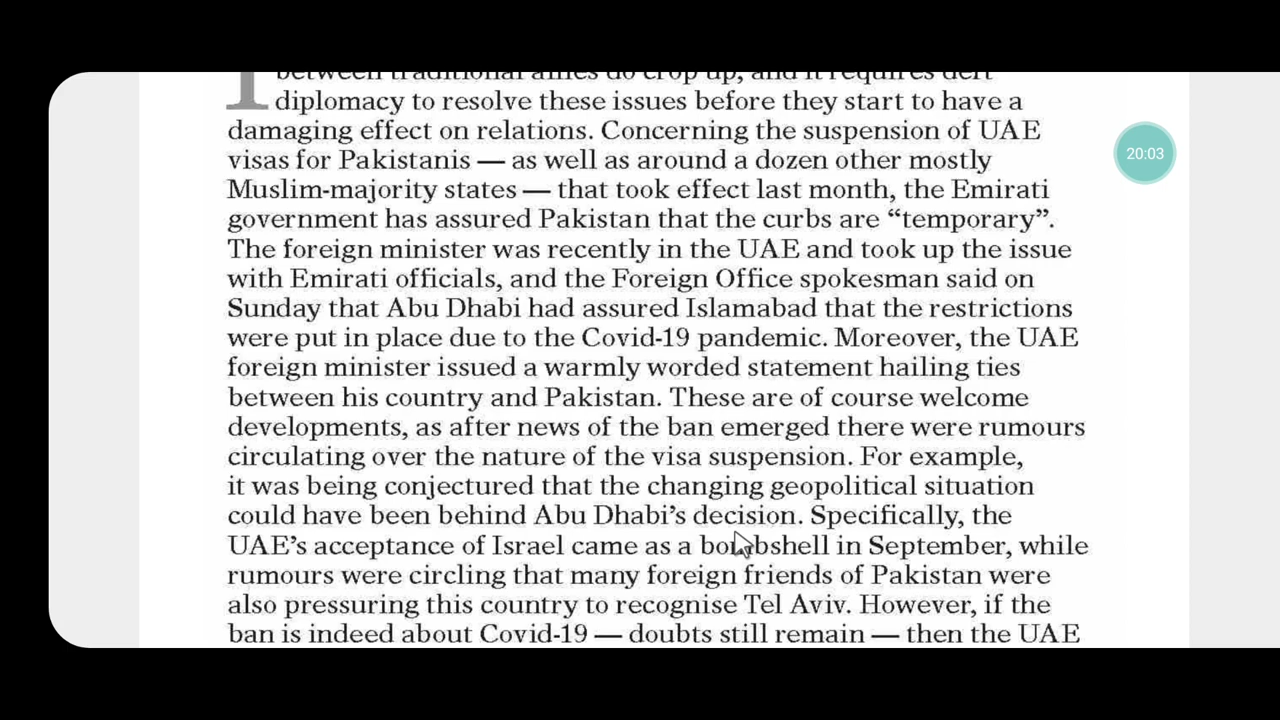 between traditional allies do crop up, and it requires deft
diplomacy to resolve these issues before they start to have a
damaging effect on relations. Concerning the suspension of UAE
visas for Pakistanis — as well as around a dozen other mostly
Muslim-majority states — that took effect last month, the Emirati
government has assured Pakistan that the curbs are “temporary”.
The foreign minister was recently in the UAE and took up the issue
with Emirati officials, and the Foreign Office spokesman said on
Sunday that Abu Dhabi had assured Islamabad that the restrictions
were put in place due to the Covid-19 pandemic. Moreover, the UAE
foreign minister issued a warmly worded statement hailing ties
between his country and Pakistan. These are of course welcome
developments, as after news of the ban emerged there were rumours
circulating over the nature of the visa suspension. For example,
it was being conjectured that the changing geopolitical situation
could have been behind Abu Dhabi’s decision. Specifically, the
UAE’s acceptance of Israel came as a bombshell in September, while
rumours were circling that many foreign friends of Pakistan were
also pressuring this country to recognise Tel Aviv. However, if the
ban is indeed about Covid-19 — doubts still remain — then the UAE
20:03